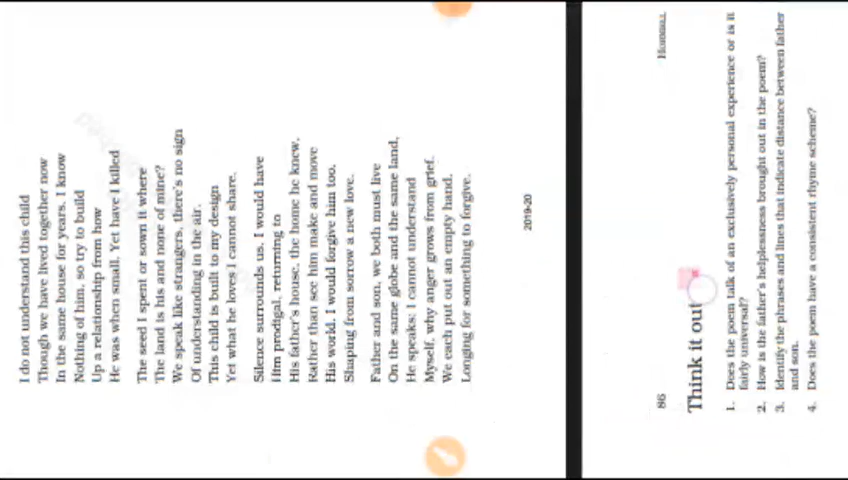 I do not understand this child
Though we have lived together now
In the same house for years. I know
Nothing of him, so try to build
Up a relationship from how
He was when small. Yet have I killed
The seed I spent or sown it where
The land is his and none of mine?
We speak like strangers, there's no sign
Of understanding in the air.
This child is built to my design
Yet what he loves I cannot share.
Silence surrounds us. I would have
Him prodigal, returning to
His father's house, the home he knew,
Rather than see him make and move
His world. I would forgive him too,
Shaping from sorrow a new love.
Father and son, we both must live
On the same globe and the same land,
He speaks: I cannot understand
Myself, why anger grows from grief.
We each put out an empty hand,
Longing for something to forgive.
2019-20
86
Hornbill
Think it out
1. Does the poem talk of an exclusively personal experience or is it
fairly universal?
2. How is the father's helplessness brought out in the poem?
3. Identify the phrases and lines that indicate distance between father
and son.
4. Does the poem have a consistent rhyme scheme?